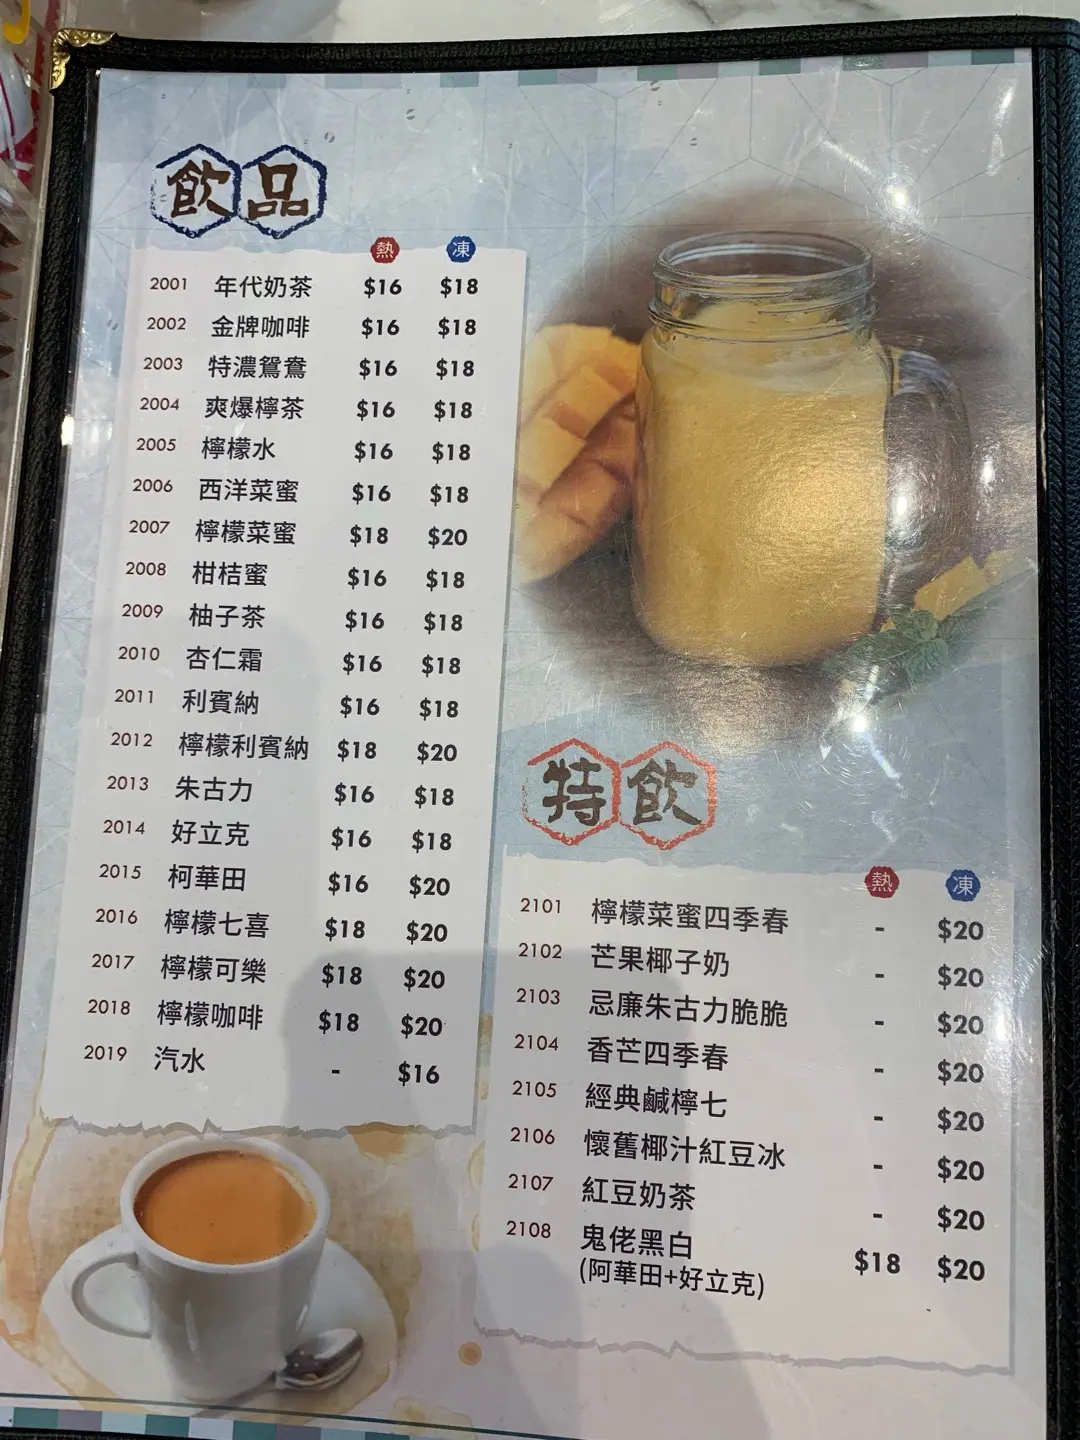 飲品
熱 凍
2001 年代奶茶 $16 $18
2002 金牌咖啡 $16 $18
2003 特濃鴛鴦 $16 $18
2004 爽爆檸茶 $16 $18
2005 檸檬水 $16 $18
2006 西洋菜蜜 $16 $18
2007 檸檬菜蜜 $18 $20
2008 柑桔蜜 $16 $18
2009 柚子茶 $16 $18
2010 杏仁霜 $16 $18
2011 利賓納 $16 $18
2012 檸檬利賓納 $18 $20
2013 朱古力 $16 $18
2014 好立克 $16 $18
2015 柯華田 $16 $20
2016 檸檬七喜 $18 $20
2017 檸檬可樂 $18 $20
2018 檸檬咖啡 $18 $20
2019 汽水 - $16
特飲
熱 凍
2101 檸檬菜蜜四季春 - $20
2102 芒果椰子奶 - $20
2103 忌廉朱古力脆脆 - $20
2104 香芒四季春 - $20
2105 經典鹹檸七 - $20
2106 懷舊椰汁紅豆冰 - $20
2107 紅豆奶茶 - $20
2108 鬼佬黑白 $18 $20
(阿華田+好立克)